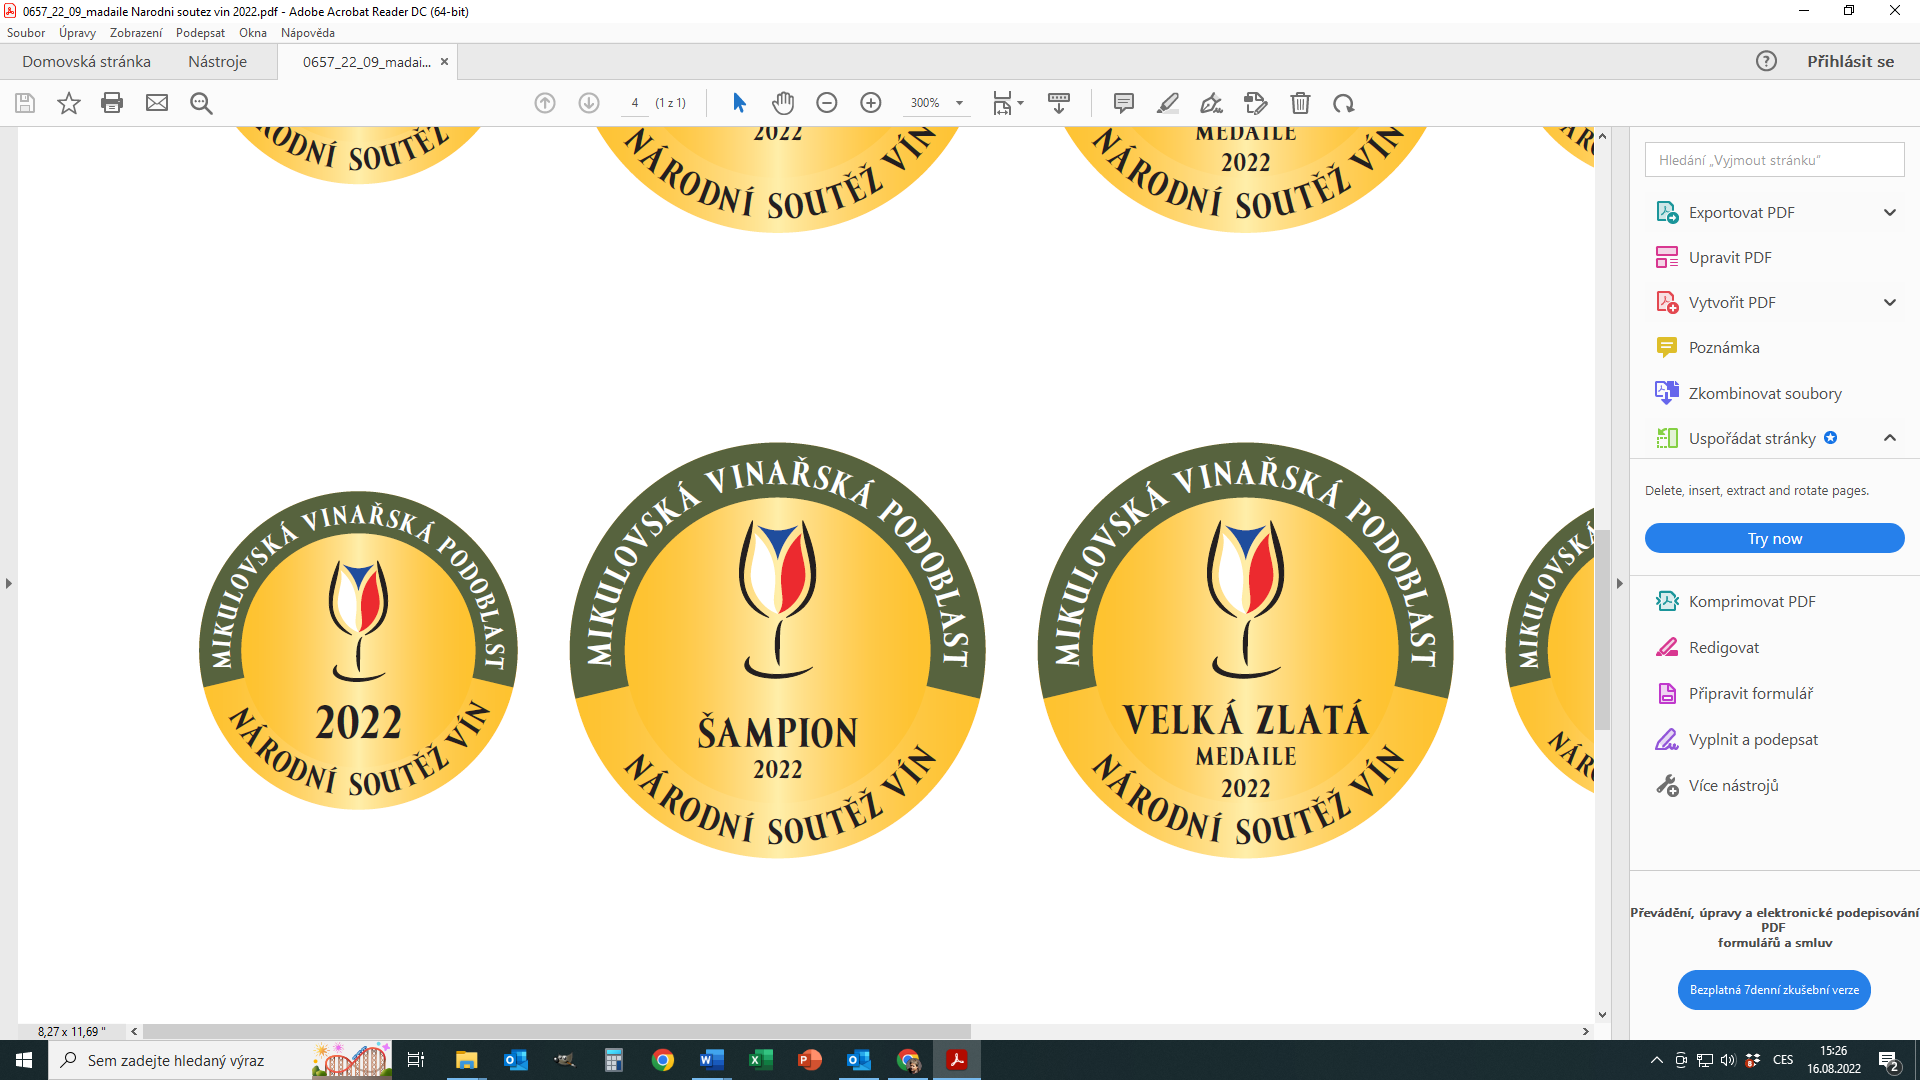 0657_22_09_madaile Narodni soutez vin 2022.pdf - Adobe Acrobat Reader DC (64-bit)
Soubor Úpravy Zobrazení Podepsat Okna Nápověda
Domovská stránka Nástroje 0657_22_09_madai... × Přihlásit se
4 (1 z 1) 300%
NÁRODNÍ SOUTĚŽ
2022
NÁRODNÍ SOUTĚŽ VÍN
MEDAILE
2022
NÁRODNÍ SOUTĚŽ VÍN
MIKULOVSKÁ VINAŘSKÁ PODOBLAST
2022
NÁRODNÍ SOUTĚŽ VÍN
MIKULOVSKÁ VINAŘSKÁ PODOBLAST
ŠAMPION
2022
NÁRODNÍ SOUTĚŽ VÍN
MIKULOVSKÁ VINAŘSKÁ PODOBLAST
VELKÁ ZLATÁ
MEDAILE
2022
NÁRODNÍ SOUTĚŽ VÍN
MIKULOVSKÁ
8,27 x 11,69 "
Hledání „Vyjmout stránku“
Exportovat PDF
Upravit PDF
Vytvořit PDF
Poznámka
Zkombinovat soubory
Uspořádat stránky
Delete, insert, extract and rotate pages.
Try now
Komprimovat PDF
Redigovat
Připravit formulář
Vyplnit a podepsat
Více nástrojů
Převádění, úpravy a elektronické podepisování
PDF
formulářů a smluv
Bezplatná 7denní zkušební verze
Sem zadejte hledaný výraz
CES
15:26
16.08.2022
2